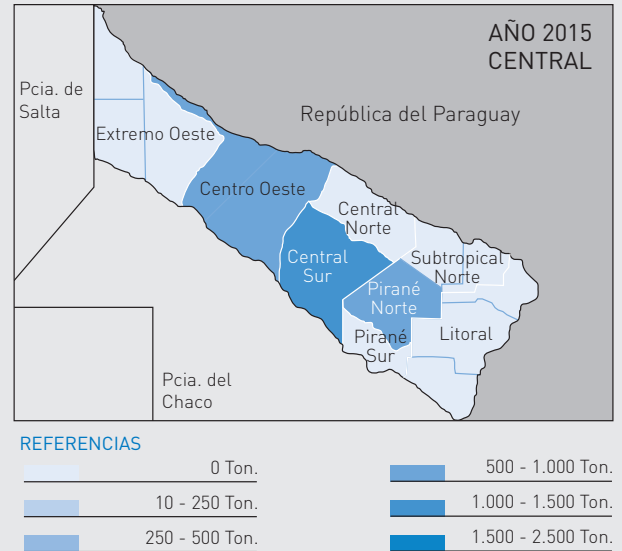 AÑO 2015
CENTRAL
Pcia. de
Salta
República del Paraguay
Extremo Oeste
Centro Oeste
Central
Norte
Central
Sur
Subtropical
Norte
Pirané
Norte
Pirané
Sur
Litoral
Pcia. del
Chaco
REFERENCIAS
0 Ton.
10 - 250 Ton.
250 - 500 Ton.
500 - 1.000 Ton.
1.000 - 1.500 Ton.
1.500 - 2.500 Ton.